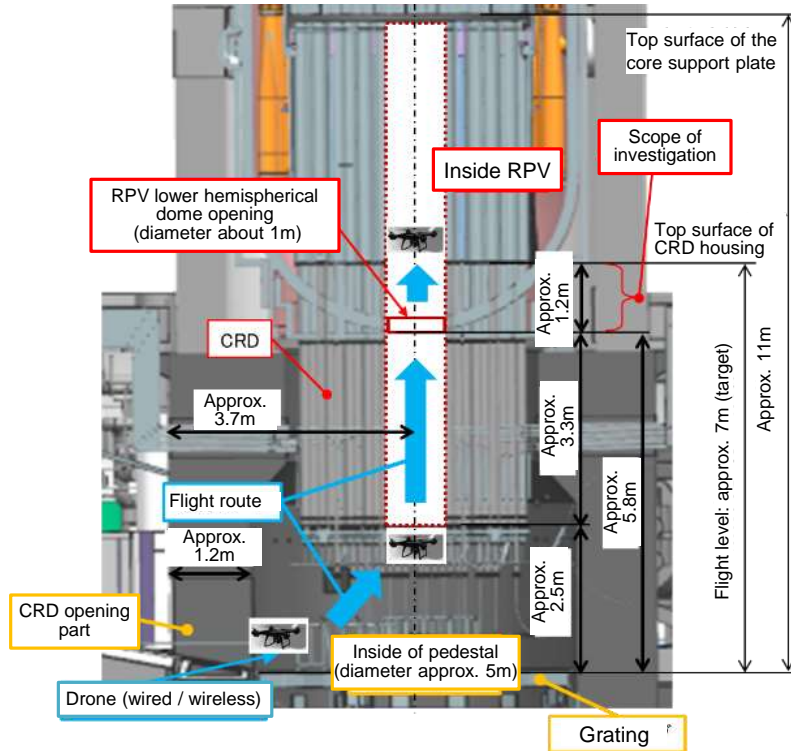 Top surface of the
core support plate
Scope of
investigation
Inside RPV
RPV lower hemispherical
dome opening
(diameter about 1m)
Top surface of
CRD housing
Approx.
1.2m
CRD
Approx.
3.7m
Approx.
3.3m
Flight level: approx. 7m (target)
Approx. 11m
Approx.
5.8m
Flight route
Approx.
1.2m
Approx.
2.5m
CRD opening
part
Inside of pedestal
(diameter approx. 5m)
Drone (wired / wireless)
Grating